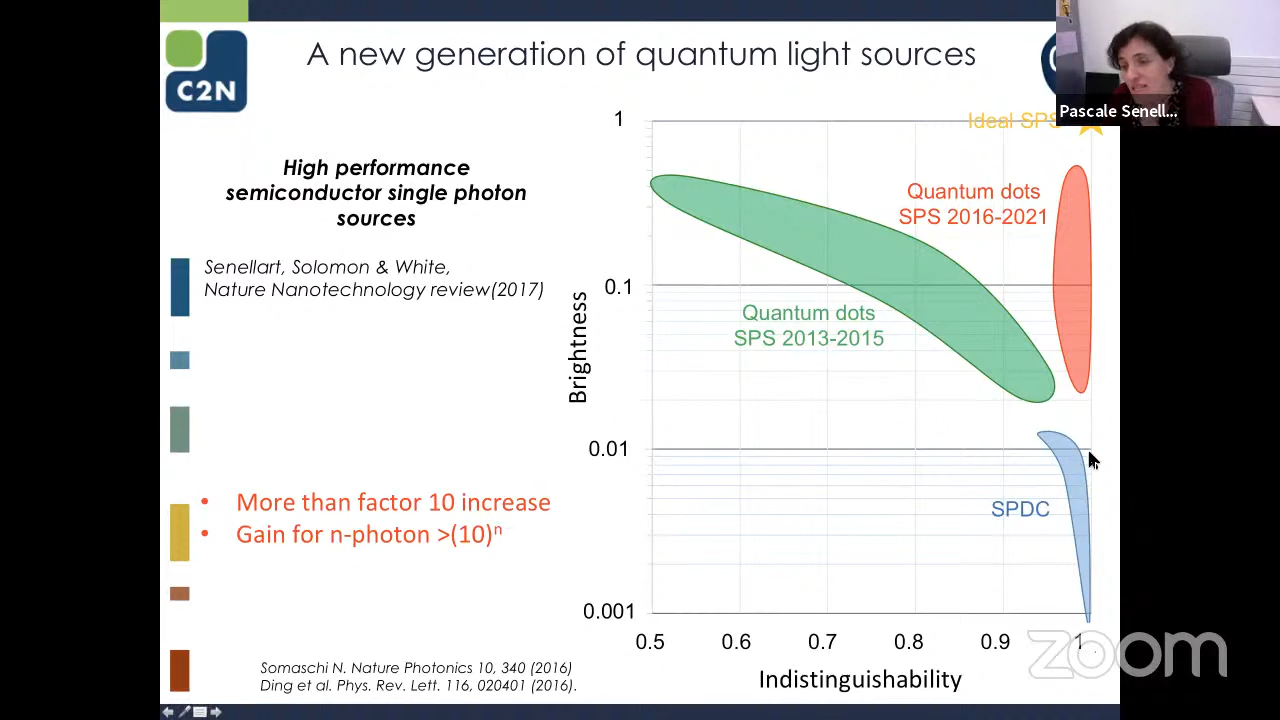 A new generation of quantum light sources
C2N
Pascale Senell...
High performance
semiconductor single photon
sources
Senellart, Solomon & White,
Nature Nanotechnology review(2017)
• More than factor 10 increase
• Gain for n-photon >(10)ⁿ
Somaschi N. Nature Photonics 10, 340 (2016)
Ding et al. Phys. Rev. Lett. 116, 020401 (2016).
Brightness
1
0.1
0.01
0.001
Ideal SPS
Quantum dots
SPS 2016-2021
Quantum dots
SPS 2013-2015
SPDC
0.5 0.6 0.7 0.8 0.9 1
Indistinguishability
zoom